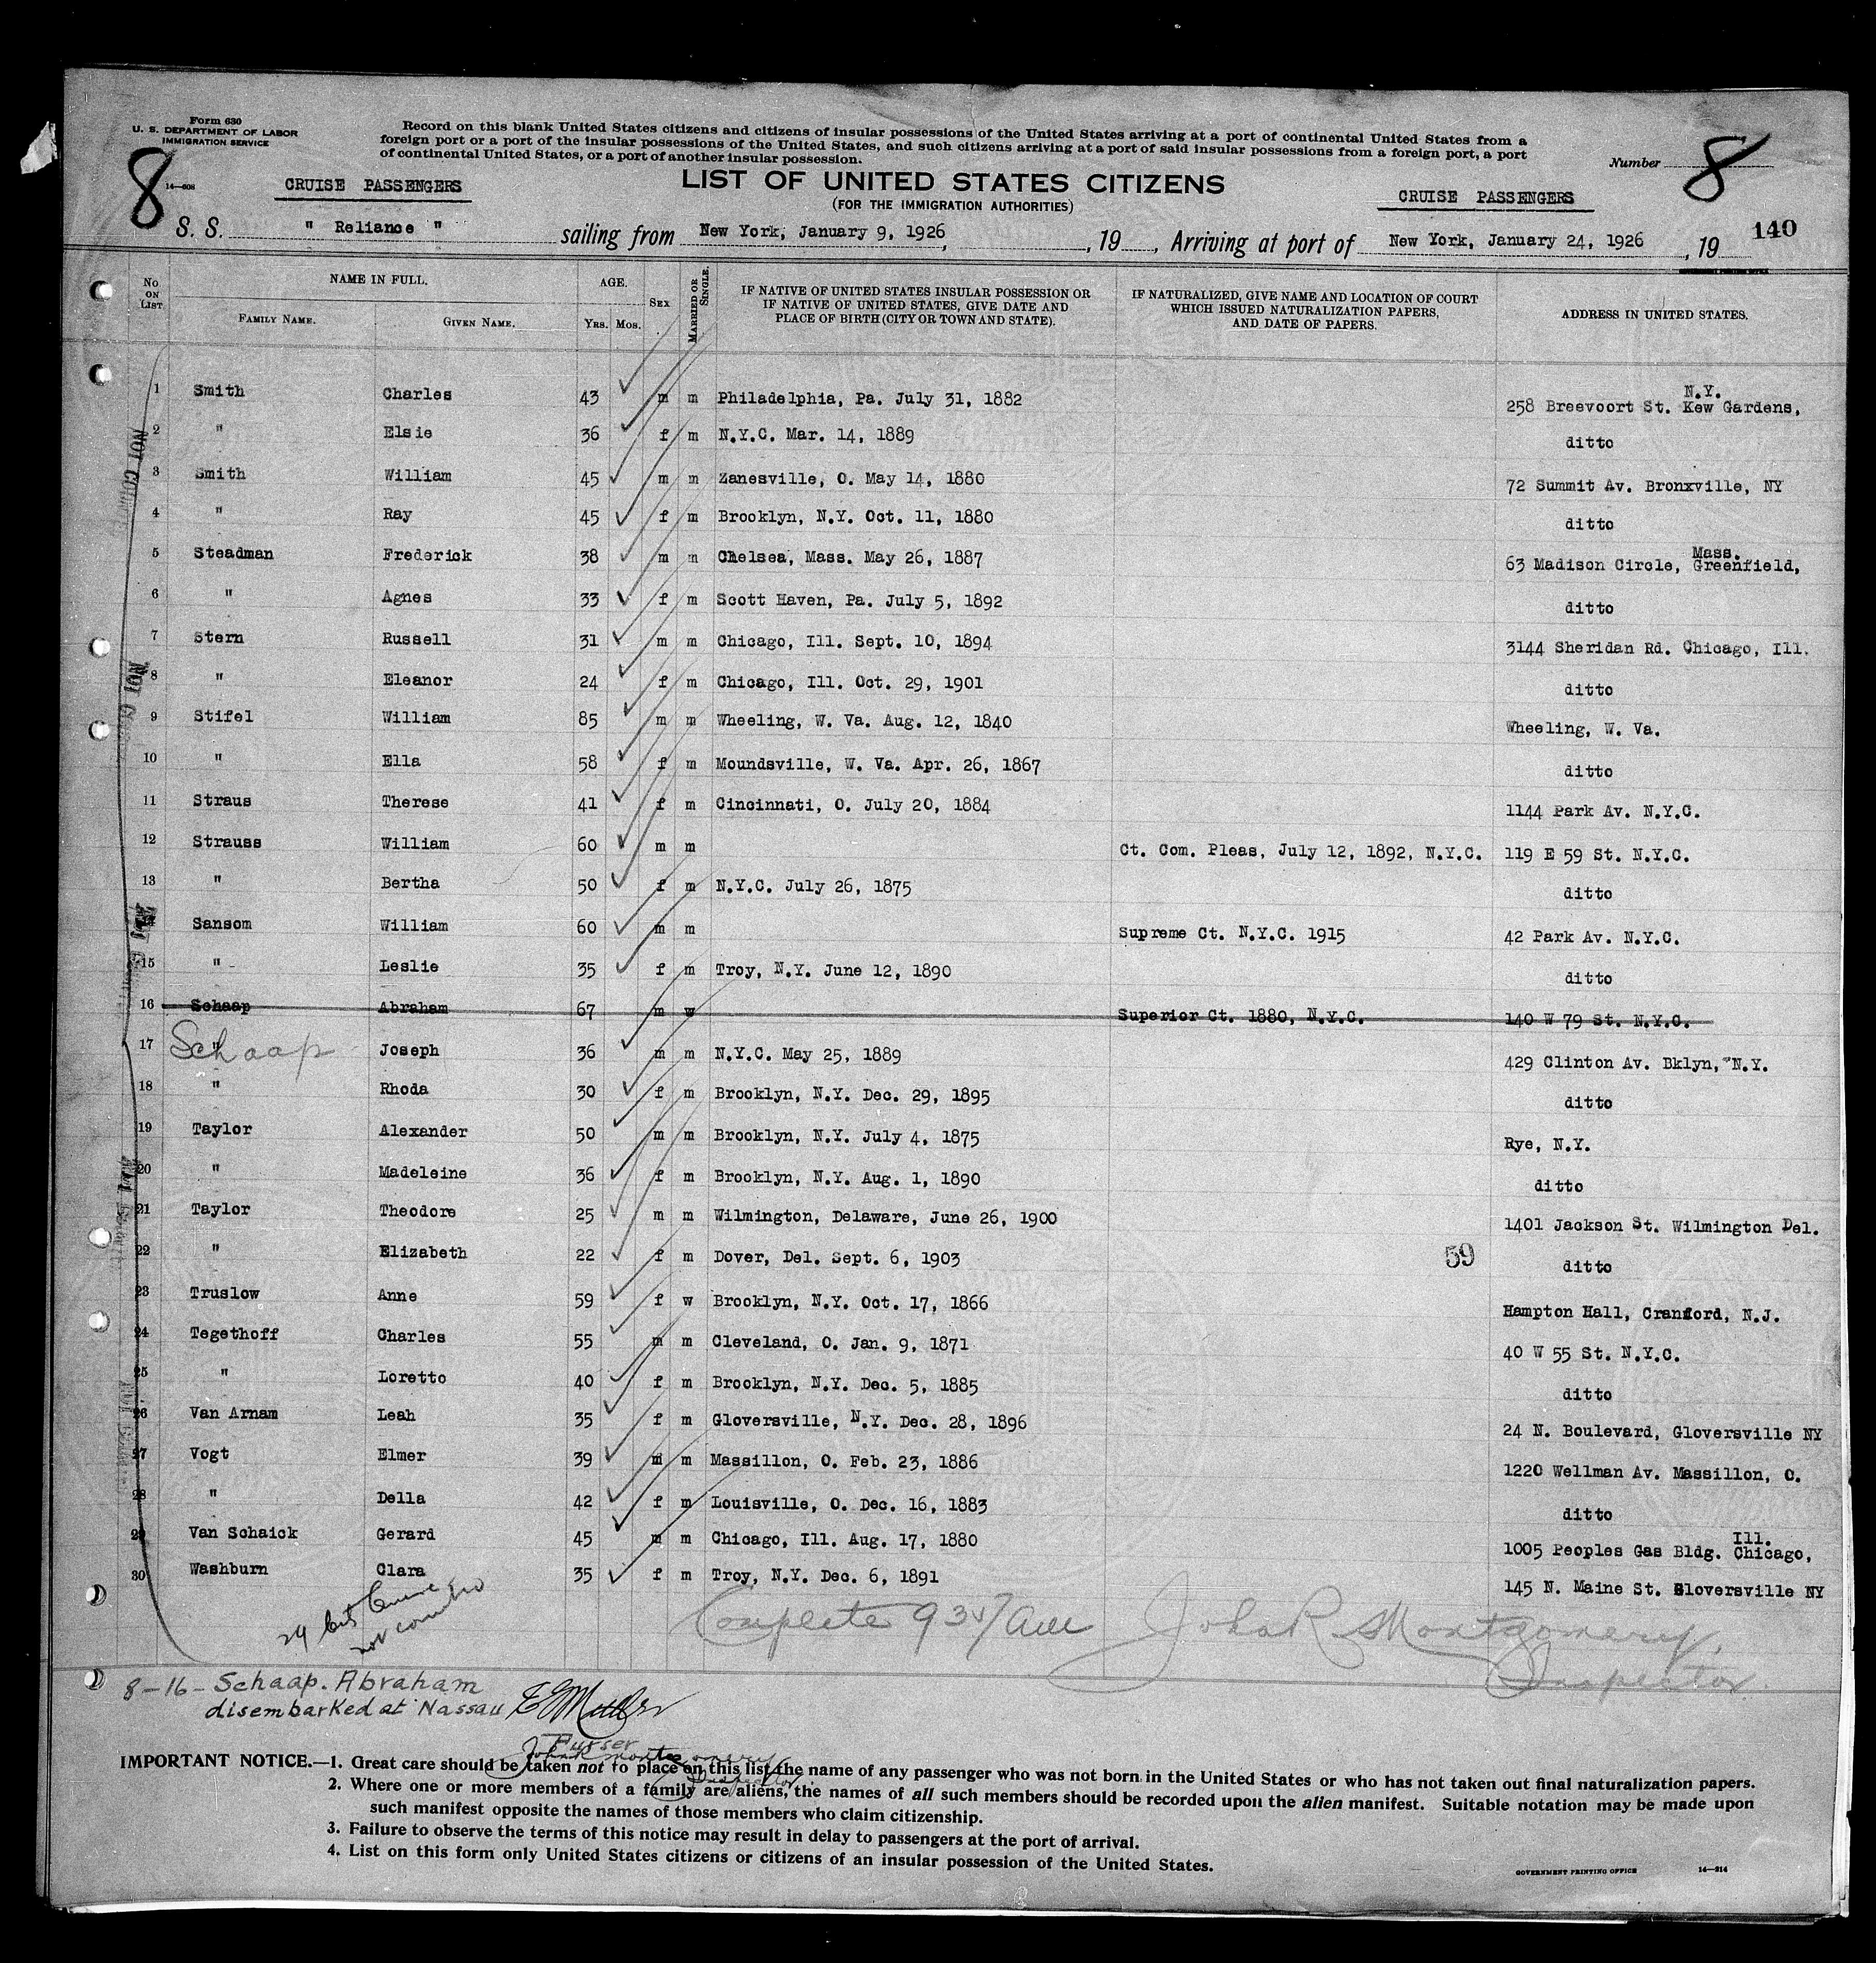 Form 630
U. S. DEPARTMENT OF LABOR
IMMIGRATION SERVICE
Record on this blank United States citizens and citizens of insular possessions of the United States arriving at a port of continental United States from a
foreign port or a port of the insular possessions of the United States, and such citizens arriving at a port of said insular possessions from a foreign port, a port
of continental United States, or a port of another insular possession.
Number 8
8
14—608
CRUISE PASSENGERS
LIST OF UNITED STATES CITIZENS
(FOR THE IMMIGRATION AUTHORITIES)
CRUISE PASSENGERS
140
S. S. " Reliance " sailing from New York, January 9, 1926, , 19 , Arriving at port of New York, January 24, 1926 , 19
No ON LIST. NAME IN FULL. FAMILY NAME. GIVEN NAME. AGE. YRS. MOS. SEX MARRIED OR SINGLE. IF NATIVE OF UNITED STATES INSULAR POSSESSION OR IF NATIVE OF UNITED STATES, GIVE DATE AND PLACE OF BIRTH (CITY OR TOWN AND STATE). IF NATURALIZED, GIVE NAME AND LOCATION OF COURT WHICH ISSUED NATURALIZATION PAPERS, AND DATE OF PAPERS. ADDRESS IN UNITED STATES.
1 Smith Charles 43 m m Philadelphia, Pa. July 31, 1882 258 Breevoort St. Kew Gardens, N.Y.
2 " Elsie 36 f m N.Y.C. Mar. 14, 1889 ditto
3 Smith William 45 m m Zanesville, O. May 14, 1880 72 Summit Av. Bronxville, NY
4 " Ray 45 f m Brooklyn, N.Y. Oct. 11, 1880 ditto
5 Steadman Frederick 38 m m Chelsea, Mass. May 26, 1887 63 Madison Circle, Greenfield, Mass.
6 " Agnes 33 f m Scott Haven, Pa. July 5, 1892 ditto
7 Stern Russell 31 m m Chicago, Ill. Sept. 10, 1894 3144 Sheridan Rd. Chicago, Ill.
8 " Eleanor 24 f m Chicago, Ill. Oct. 29, 1901 ditto
9 Stifel William 85 m m Wheeling, W. Va. Aug. 12, 1840 Wheeling, W. Va.
10 " Ella 58 f m Moundsville, W. Va. Apr. 26, 1867 ditto
11 Straus Therese 41 f m Cincinnati, O. July 20, 1884 1144 Park Av. N.Y.C.
12 Strauss William 60 m m Ct. Com. Pleas, July 12, 1892, N.Y.C. 119 E 59 St. N.Y.C.
13 " Bertha 50 f m N.Y.C. July 26, 1875 ditto
14 Sansom William 60 m m Supreme Ct. N.Y.C. 1915 42 Park Av. N.Y.C.
15 " Leslie 35 f m Troy, N.Y. June 12, 1890 ditto
16 Schaap Abraham 67 m w Superior Ct. 1880, N.Y.C. 140 W 79 St. N.Y.C.
17 " Schaap Joseph 36 m m N.Y.C. May 25, 1889 429 Clinton Av. Bklyn, N.Y.
18 " Rhoda 30 f m Brooklyn, N.Y. Dec. 29, 1895 ditto
19 Taylor Alexander 50 m m Brooklyn, N.Y. July 4, 1875 Rye, N.Y.
20 " Madeleine 36 f m Brooklyn, N.Y. Aug. 1, 1890 ditto
21 Taylor Theodore 25 m m Wilmington, Delaware, June 26, 1900 1401 Jackson St. Wilmington Del.
22 " Elizabeth 22 f m Dover, Del. Sept. 6, 1903 59 ditto
23 Truslow Anne 59 f w Brooklyn, N.Y. Oct. 17, 1866 Hampton Hall, Cranford, N.J.
24 Tegethoff Charles 55 m m Cleveland, O. Jan. 9, 1871 40 W 55 St. N.Y.C.
25 " Loretto 40 f m Brooklyn, N.Y. Dec. 5, 1885 ditto
26 Van Arnam Leah 35 f m Gloversville, N.Y. Dec. 28, 1896 24 N. Boulevard, Gloversville NY
27 Vogt Elmer 39 m m Massillon, O. Feb. 23, 1886 1220 Wellman Av. Massillon, O.
28 " Della 42 f m Louisville, O. Dec. 16, 1883 ditto
29 Van Schaick Gerard 45 m m Chicago, Ill. Aug. 17, 1880 1005 Peoples Gas Bldg. Chicago, Ill.
30 Washburn Clara 35 f m Troy, N.Y. Dec. 6, 1891 145 N. Maine St. Gloversville NY
Complete John R Montgomery,
Inspector
8-16- Schaap. Abraham
disembarked at Nassau
Purser
John R Montgomery
Inspector
IMPORTANT NOTICE.—1. Great care should be taken not to place on this list the name of any passenger who was not born in the United States or who has not taken out final naturalization papers.
2. Where one or more members of a family are aliens, the names of all such members should be recorded upon the alien manifest. Suitable notation may be made upon
such manifest opposite the names of those members who claim citizenship.
3. Failure to observe the terms of this notice may result in delay to passengers at the port of arrival.
4. List on this form only United States citizens or citizens of an insular possession of the United States.
GOVERNMENT PRINTING OFFICE 14—314